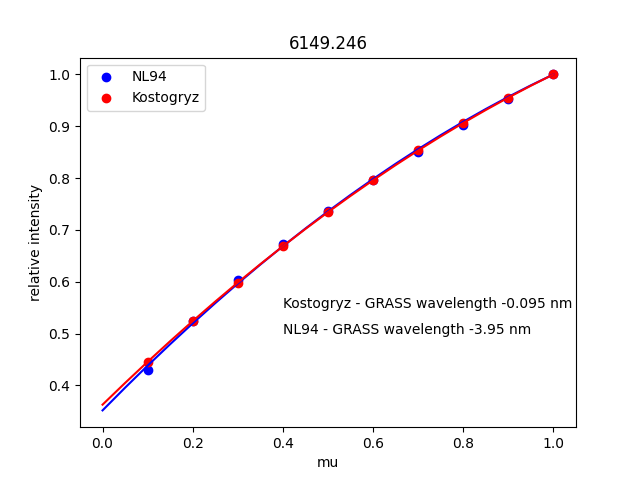 6149.246
NL94
Kostogryz
1.0
0.9
0.8
0.7
0.6
0.5
0.4
relative intensity
Kostogryz - GRASS wavelength -0.095 nm
NL94 - GRASS wavelength -3.95 nm
0.0 0.2 0.4 0.6 0.8 1.0
mu